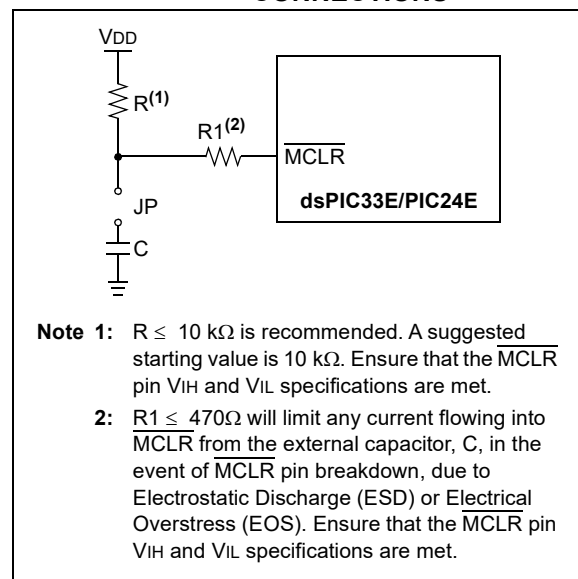 CONNECTIONS
VDD
R(1)
R1(2)
MCLR
dsPIC33E/PIC24E
JP
C
Note 1: R ≤ 10 kΩ is recommended. A suggested
starting value is 10 kΩ. Ensure that the MCLR
pin VIH and VIL specifications are met.
2: R1 ≤ 470Ω will limit any current flowing into
MCLR from the external capacitor, C, in the
event of MCLR pin breakdown, due to
Electrostatic Discharge (ESD) or Electrical
Overstress (EOS). Ensure that the MCLR pin
VIH and VIL specifications are met.